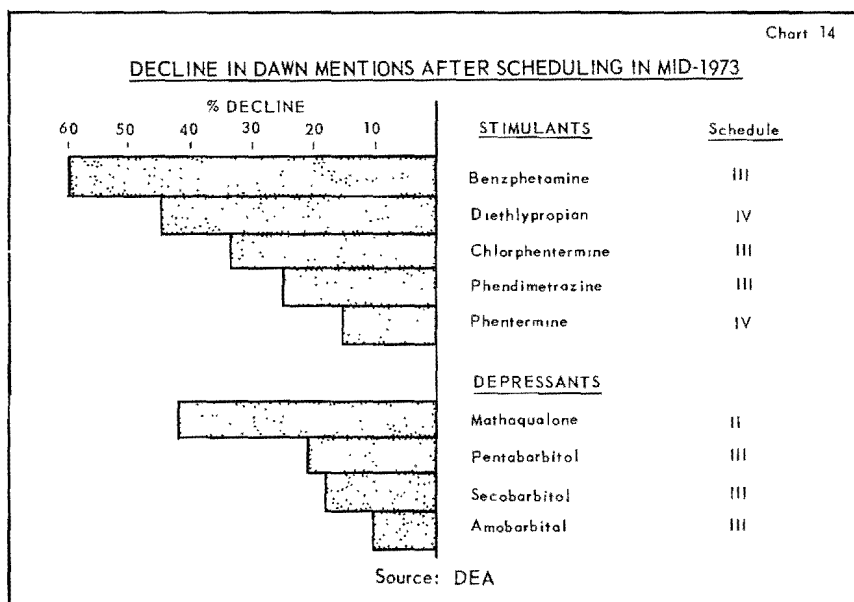 Chart 14
DECLINE IN DAWN MENTIONS AFTER SCHEDULING IN MID-1973
% DECLINE
60 50 40 30 20 10
STIMULANTS Schedule
Benzphetamine III
Diethlypropian IV
Chlorphentermine III
Phendimetrazine III
Phentermine IV
DEPRESSANTS
Mathaqualone II
Pentabarbitol III
Secobarbitol III
Amobarbital III
Source: DEA